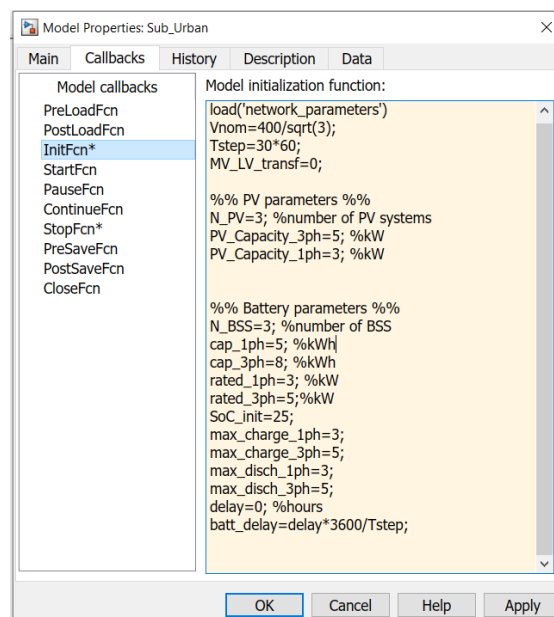 Model Properties: Sub_Urban
Main Callbacks History Description Data
Model callbacks
PreLoadFcn
PostLoadFcn
InitFcn*
StartFcn
PauseFcn
ContinueFcn
StopFcn*
PreSaveFcn
PostSaveFcn
CloseFcn
Model initialization function:
load('network_parameters')
Vnom=400/sqrt(3);
Tstep=30*60;
MV_LV_transf=0;
%% PV parameters %%
N_PV=3; %number of PV systems
PV_Capacity_3ph=5; %kW
PV_Capacity_1ph=3; %kW
%% Battery parameters %%
N_BSS=3; %number of BSS
cap_1ph=5; %kWh
cap_3ph=8; %kWh
rated_1ph=3; %kW
rated_3ph=5;%kW
SoC_init=25;
max_charge_1ph=3;
max_charge_3ph=5;
max_disch_1ph=3;
max_disch_3ph=5;
delay=0; %hours
batt_delay=delay*3600/Tstep;
OK Cancel Help Apply